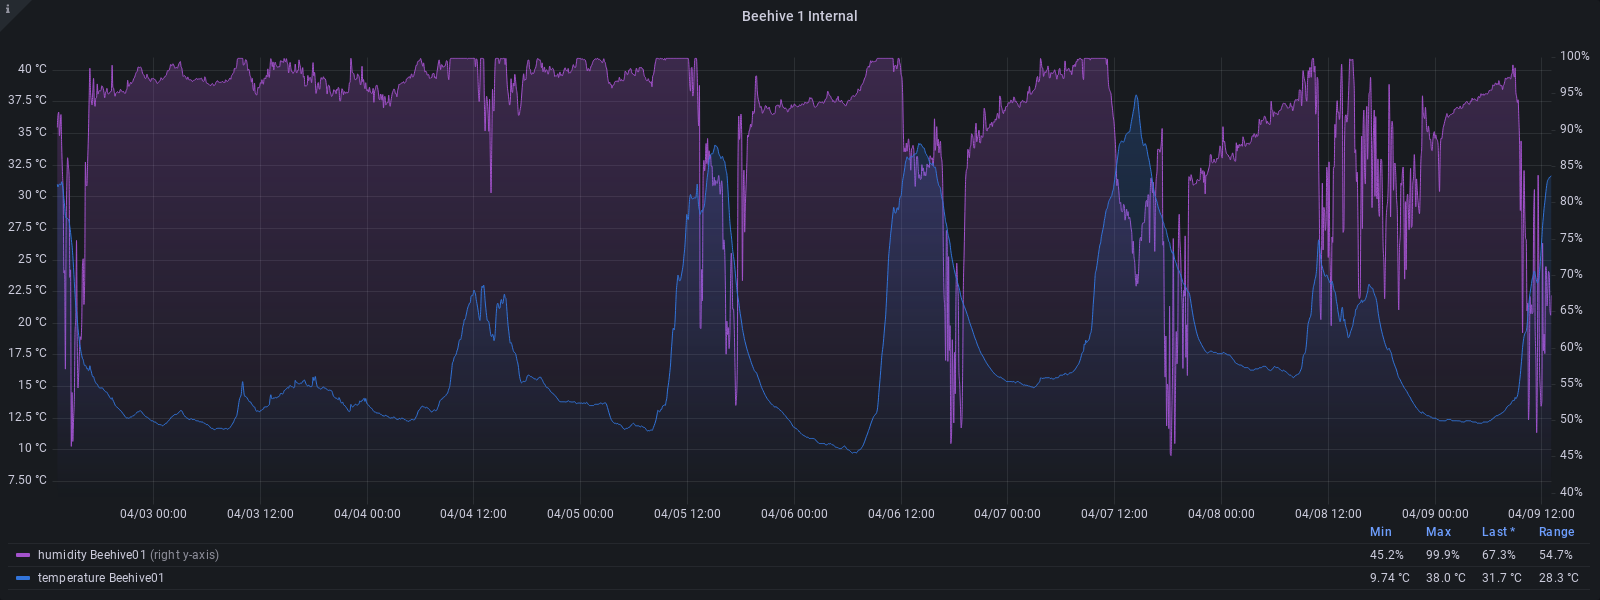 i
Beehive 1 Internal
40 °C
37.5 °C
35 °C
32.5 °C
30 °C
27.5 °C
25 °C
22.5 °C
20 °C
17.5 °C
15 °C
12.5 °C
10 °C
7.50 °C
100%
95%
90%
85%
80%
75%
70%
65%
60%
55%
50%
45%
40%
04/03 00:00 04/03 12:00 04/04 00:00 04/04 12:00 04/05 00:00 04/05 12:00 04/06 00:00 04/06 12:00 04/07 00:00 04/07 12:00 04/08 00:00 04/08 12:00 04/09 00:00 04/09 12:00
Min Max Last * Range
humidity Beehive01 (right y-axis) 45.2% 99.9% 67.3% 54.7%
temperature Beehive01 9.74 °C 38.0 °C 31.7 °C 28.3 °C